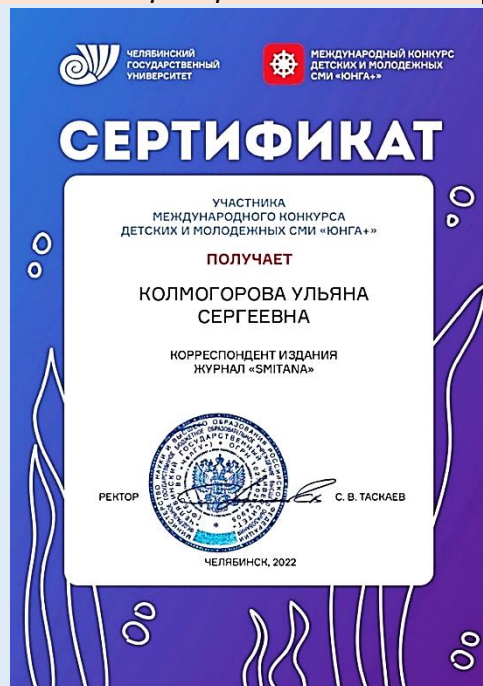 ЧЕЛЯБИНСКИЙ
ГОСУДАРСТВЕННЫЙ
УНИВЕРСИТЕТ
МЕЖДУНАРОДНЫЙ КОНКУРС
ДЕТСКИХ И МОЛОДЕЖНЫХ
СМИ «ЮНГА+»
СЕРТИФИКАТ
УЧАСТНИКА
МЕЖДУНАРОДНОГО КОНКУРСА
ДЕТСКИХ И МОЛОДЕЖНЫХ СМИ «ЮНГА+»
ПОЛУЧАЕТ
КОЛМОГОРОВА УЛЬЯНА
СЕРГЕЕВНА
КОРРЕСПОНДЕНТ ИЗДАНИЯ
ЖУРНАЛ «SMITANA»
РЕКТОР
С. В. ТАСКАЕВ
ЧЕЛЯБИНСК, 2022